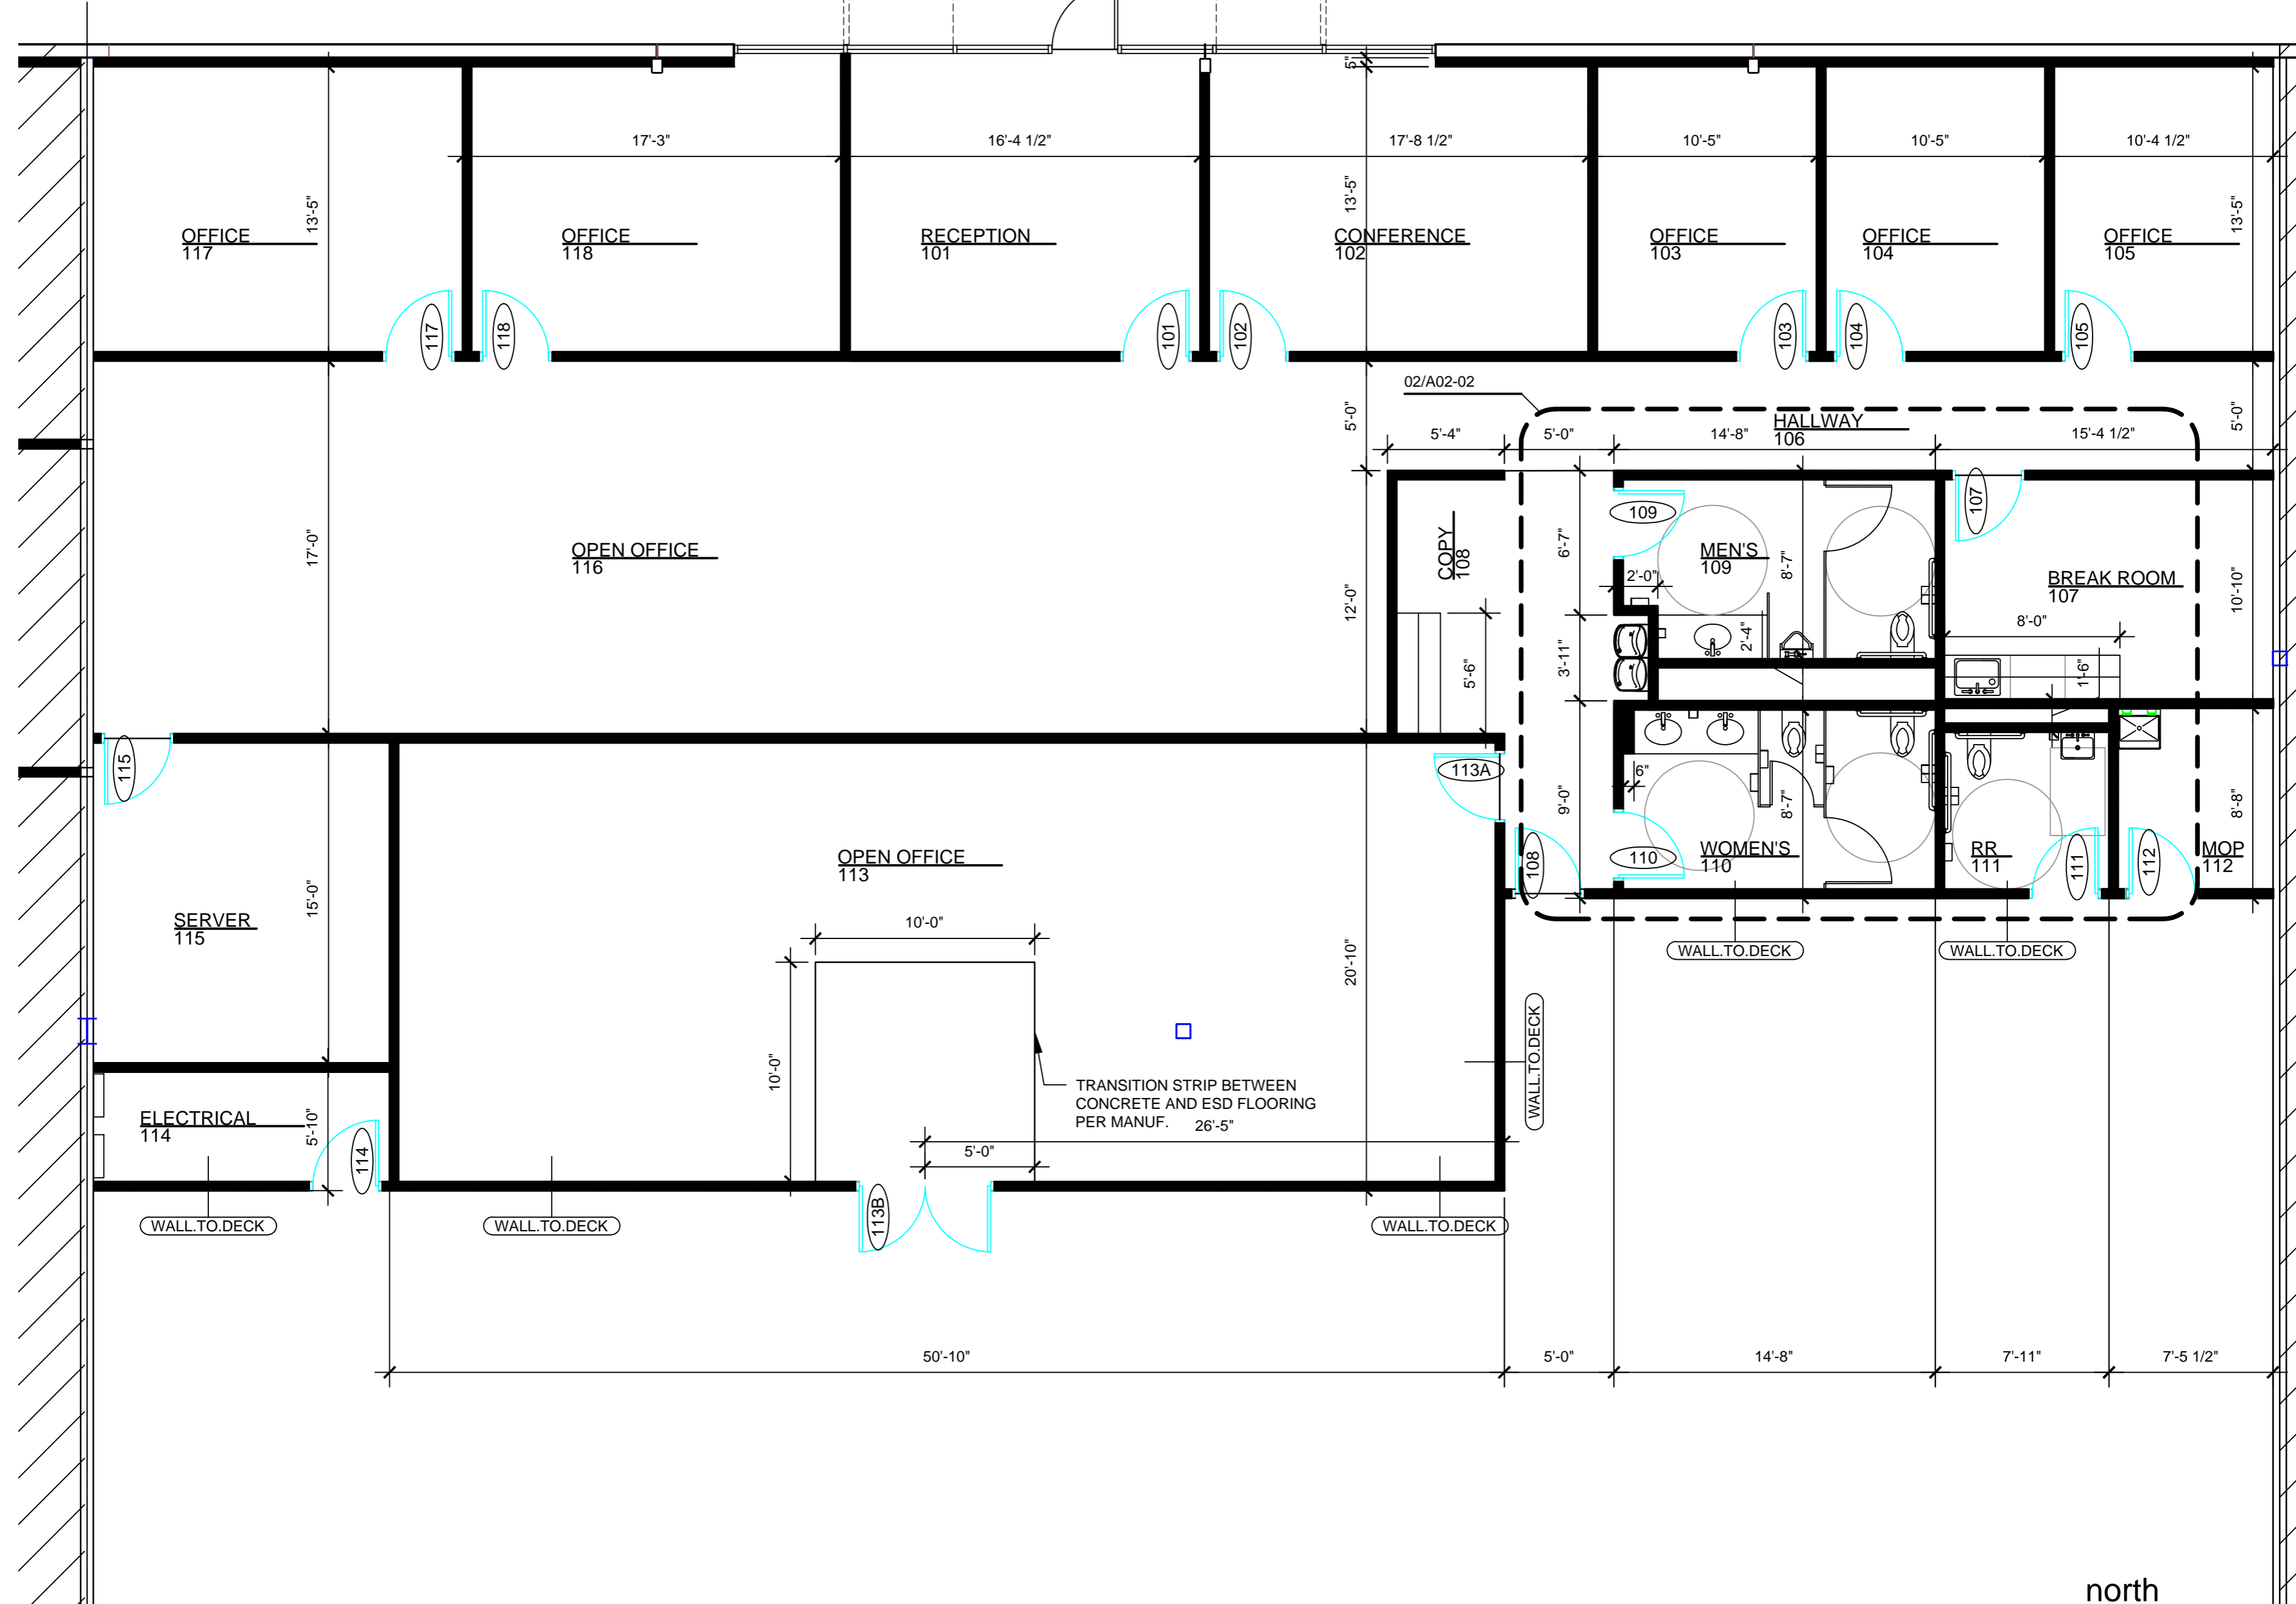 5"
17'-3"
16'-4 1/2"
17'-8 1/2"
10'-5"
10'-5"
10'-4 1/2"
13'-5"
13'-5"
13'-5"
OFFICE
117
OFFICE
118
RECEPTION
101
CONFERENCE
102
OFFICE
103
OFFICE
104
OFFICE
105
117
118
101
102
103
104
105
02/A02-02
5'-0"
HALLWAY
106
5'-0"
5'-4"
5'-0"
14'-8"
15'-4 1/2"
17'-0"
OPEN OFFICE
116
12'-0"
COPY
108
5'-6"
6'-7"
3'-11"
9'-0"
109
MEN'S
109
2'-0"
8'-7"
2'-4"
107
BREAK ROOM
107
8'-0"
1'-6"
10'-10"
115
113A
6"
8'-7"
8'-8"
108
110
WOMEN'S
110
RR
111
111
112
MOP
112
OPEN OFFICE
113
SERVER
115
15'-0"
10'-0"
10'-0"
20'-10"
WALL.TO.DECK
WALL.TO.DECK
WALL.TO.DECK
TRANSITION STRIP BETWEEN
CONCRETE AND ESD FLOORING
PER MANUF.
26'-5"
5'-0"
ELECTRICAL
114
5'-10"
114
113B
WALL.TO.DECK
WALL.TO.DECK
WALL.TO.DECK
50'-10"
5'-0"
14'-8"
7'-11"
7'-5 1/2"
north